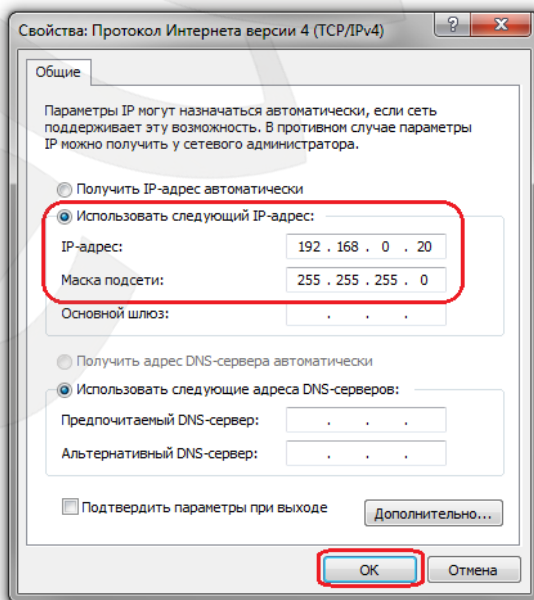 Свойства: Протокол Интернета версии 4 (TCP/IPv4)
Общие
Параметры IP могут назначаться автоматически, если сеть
поддерживает эту возможность. В противном случае параметры
IP можно получить у сетевого администратора.
Получить IP-адрес автоматически
Использовать следующий IP-адрес:
IP-адрес: 192 . 168 . 0 . 20
Маска подсети: 255 . 255 . 255 . 0
Основной шлюз: . . .
Получить адрес DNS-сервера автоматически
Использовать следующие адреса DNS-серверов:
Предпочитаемый DNS-сервер: . . .
Альтернативный DNS-сервер: . . .
Подтвердить параметры при выходе
Дополнительно...
ОК Отмена